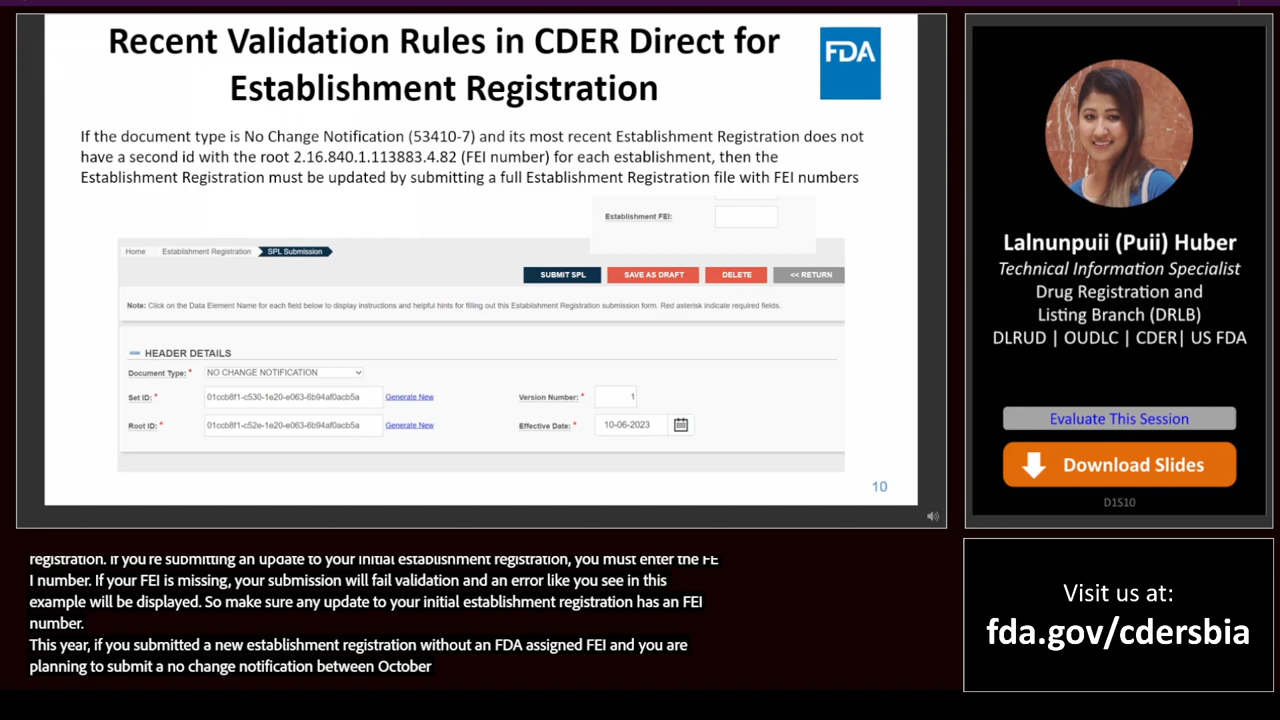 Recent Validation Rules in CDER Direct for
Establishment Registration
FDA
If the document type is No Change Notification (53410-7) and its most recent Establishment Registration does not
have a second id with the root 2.16.840.1.113883.4.82 (FEI number) for each establishment, then the
Establishment Registration must be updated by submitting a full Establishment Registration file with FEI numbers
Establishment FEI:
Home Establishment Registration SPL Submission
SUBMIT SPL SAVE AS DRAFT DELETE << RETURN
Note: Click on the Data Element Name for each field below to display instructions and helpful hints for filling out this Establishment Registration submission form. Red asterisk indicate required fields.
HEADER DETAILS
Document Type: * NO CHANGE NOTIFICATION
Set ID: * 01ccb8f1-c530-1e20-e063-6b94af0acb5a Generate New Version Number: * 1
Root ID: * 01ccb8f1-c52e-1e20-e063-6b94af0acb5a Generate New Effective Date: * 10-06-2023
10
Lalnunpuii (Puii) Huber
Technical Information Specialist
Drug Registration and
Listing Branch (DRLB)
DLRUD | OUDLC | CDER| US FDA
Evaluate This Session
Download Slides
D1S10
registration. If you're submitting an update to your initial establishment registration, you must enter the FE
I number. If your FEI is missing, your submission will fail validation and an error like you see in this
example will be displayed. So make sure any update to your initial establishment registration has an FEI
number.
This year, if you submitted a new establishment registration without an FDA assigned FEI and you are
planning to submit a no change notification between October
Visit us at:
fda.gov/cdersbia